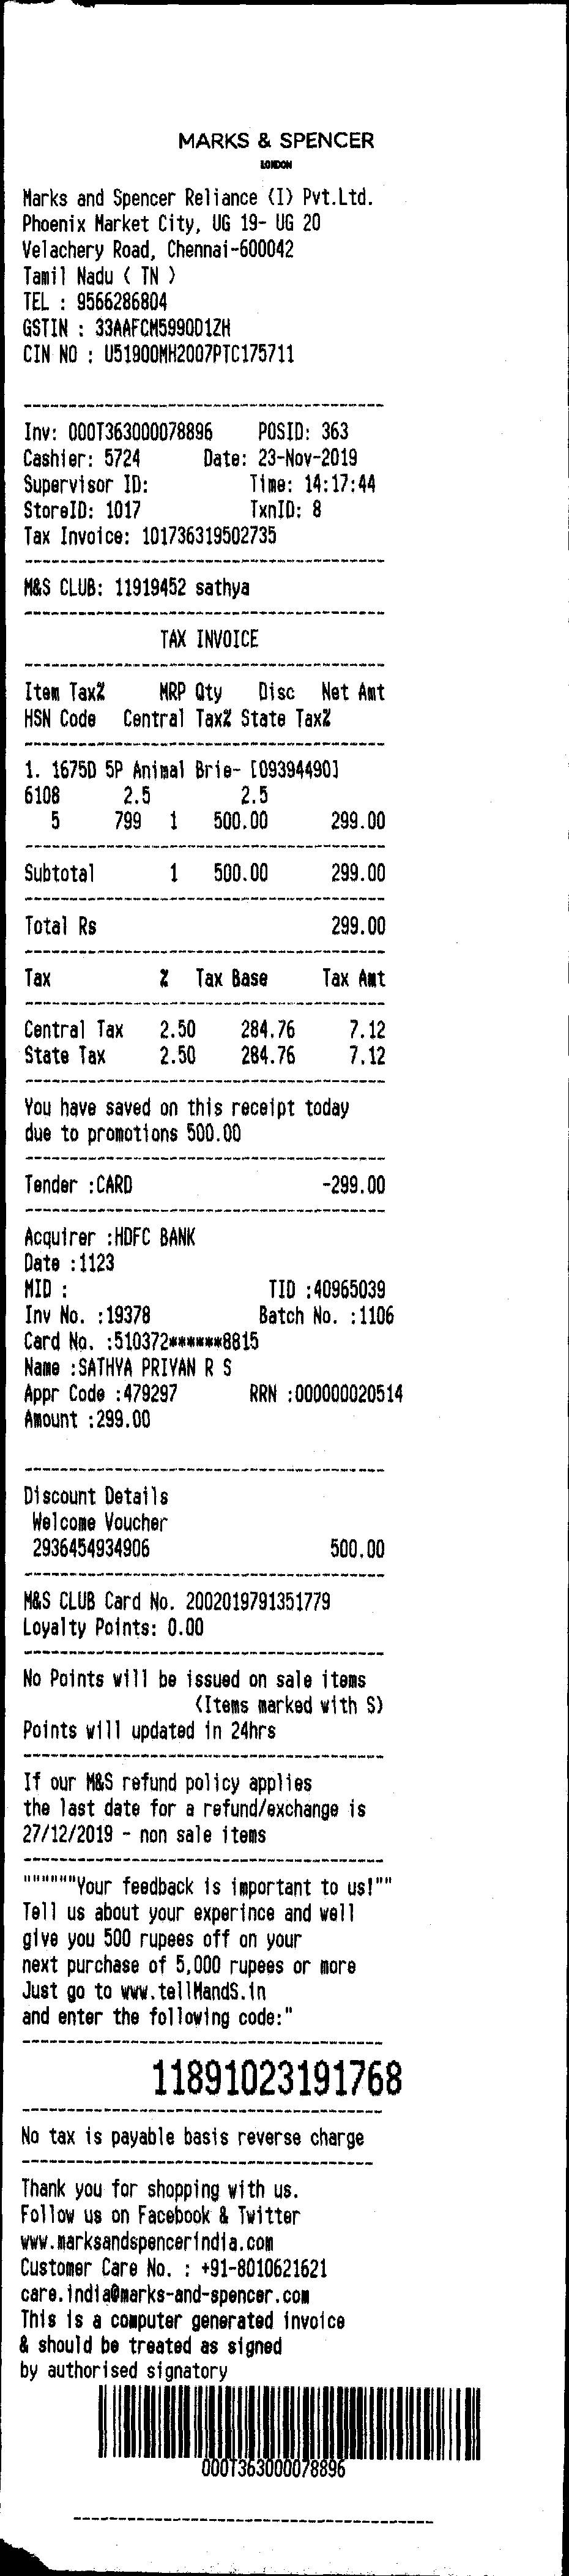 MARKS & SPENCER
LONDON
Marks and Spencer Reliance (I) Pvt.Ltd.
Phoenix Market City, UG 19- UG 20
Velachery Road, Chennai-600042
Tamil Nadu ( TN )
TEL : 9566286804
GSTIN : 33AAFCM5990D1ZH
CIN NO : U51900MH2007PTC175711
Inv: 000T363000078896 POSID: 363
Cashier: 5724 Date: 23-Nov-2019
Supervisor ID: Time: 14:17:44
StoreID: 1017 TxnID: 8
Tax Invoice: 101736319502735
M&S CLUB: 11919452 sathya
TAX INVOICE
Item Tax% MRP Qty Disc Net Amt
HSN Code Central Tax% State Tax%
1. 1675D 5P Animal Brie- [09394490]
6108 2.5 2.5
5 799 1 500.00 299.00
Subtotal 1 500.00 299.00
Total Rs 299.00
Tax % Tax Base Tax Amt
Central Tax 2.50 284.76 7.12
State Tax 2.50 284.76 7.12
You have saved on this receipt today
due to promotions 500.00
Tender :CARD -299.00
Acquirer :HDFC BANK
Date :1123
MID : TID :40965039
Inv No. :19378 Batch No. :1106
Card No. :510372******8815
Name :SATHYA PRIYAN R S
Appr Code :479297 RRN :000000020514
Amount :299.00
Discount Details
Welcome Voucher
2936454934906 500.00
M&S CLUB Card No. 2002019791351779
Loyalty Points: 0.00
No Points will be issued on sale items
(Items marked with S)
Points will updated in 24hrs
If our M&S refund policy applies
the last date for a refund/exchange is
27/12/2019 - non sale items
""""""Your feedback is important to us!""
Tell us about your experince and well
give you 500 rupees off on your
next purchase of 5,000 rupees or more
Just go to www.tellMandS.in
and enter the following code:"
11891023191768
No tax is payable basis reverse charge
Thank you for shopping with us.
Follow us on Facebook & Twitter
www.marksandspencerindia.com
Customer Care No. : +91-8010621621
care.india@marks-and-spencer.com
This is a computer generated invoice
& should be treated as signed
by authorised signatory
000T363000078896